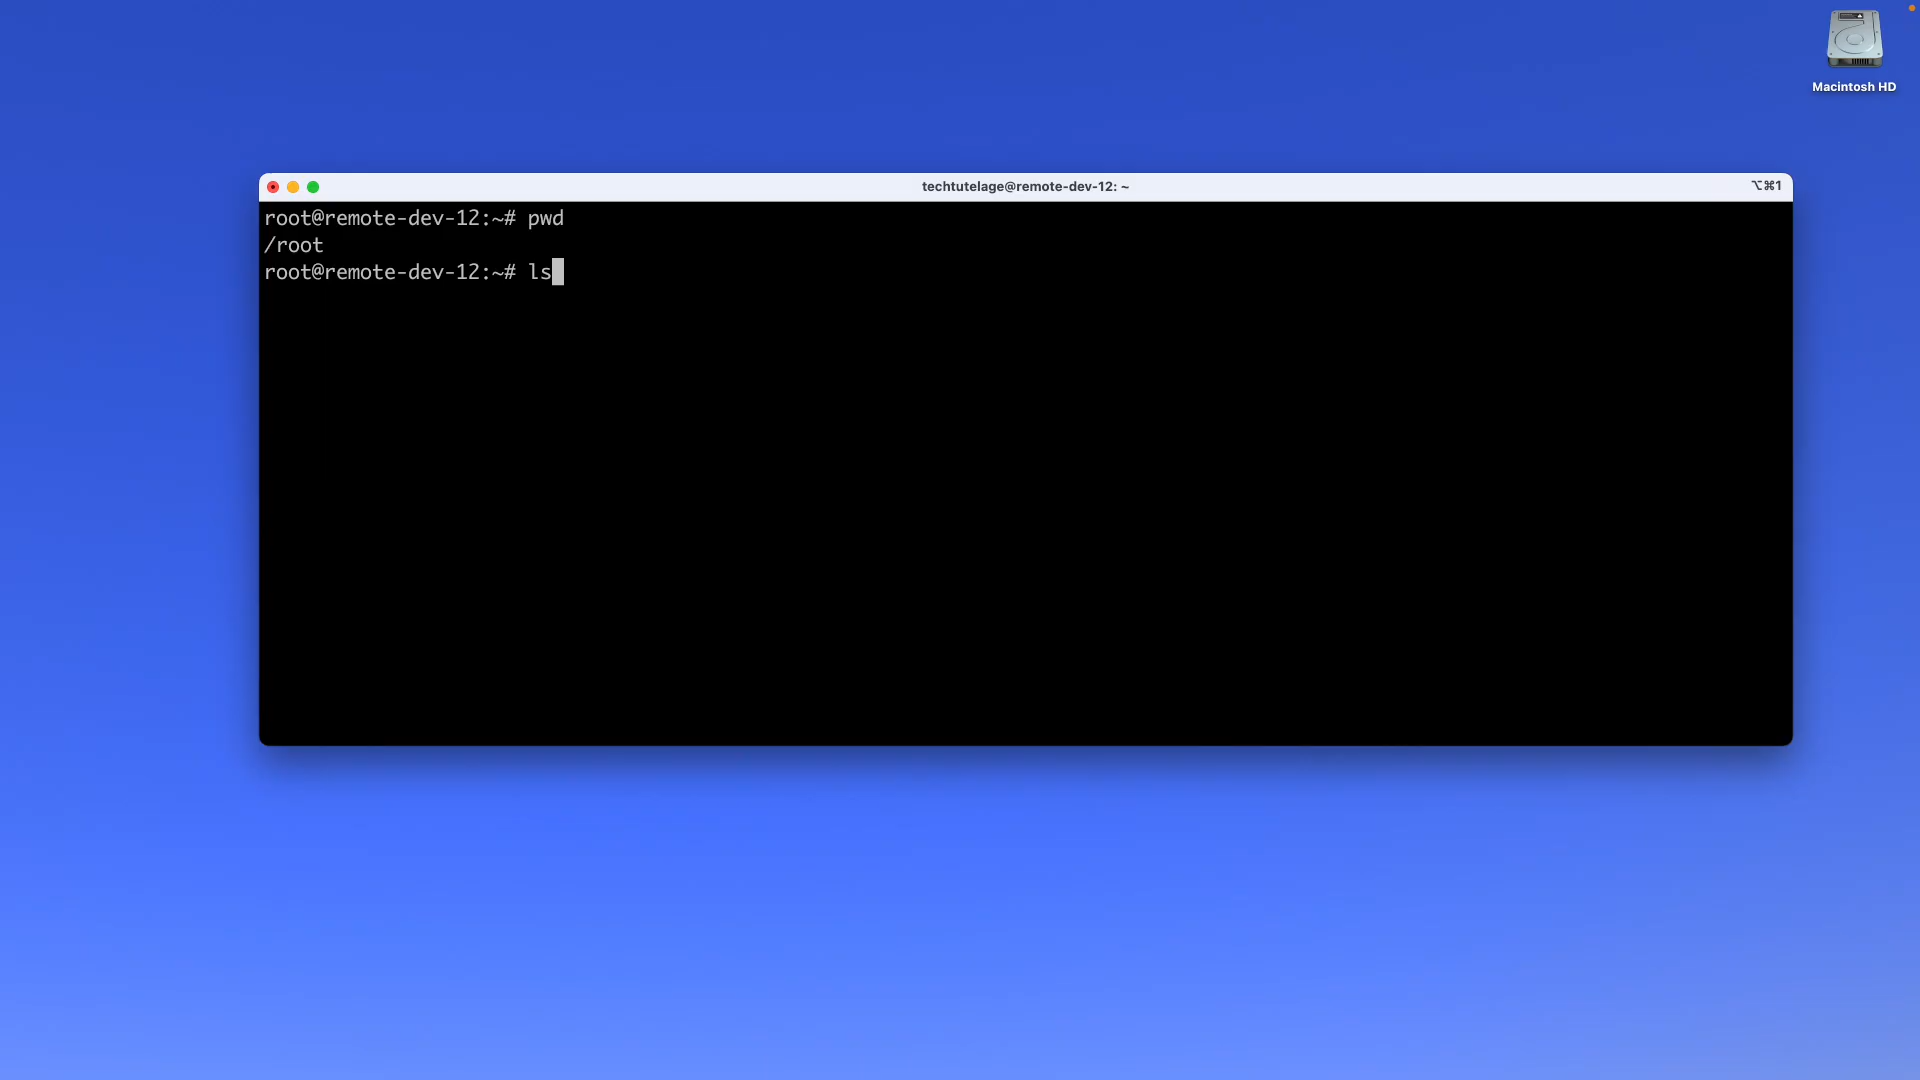 Macintosh HD
techtutelage@remote-dev-12: ~
⌥⌘1
root@remote-dev-12:~# pwd
/root
root@remote-dev-12:~# ls